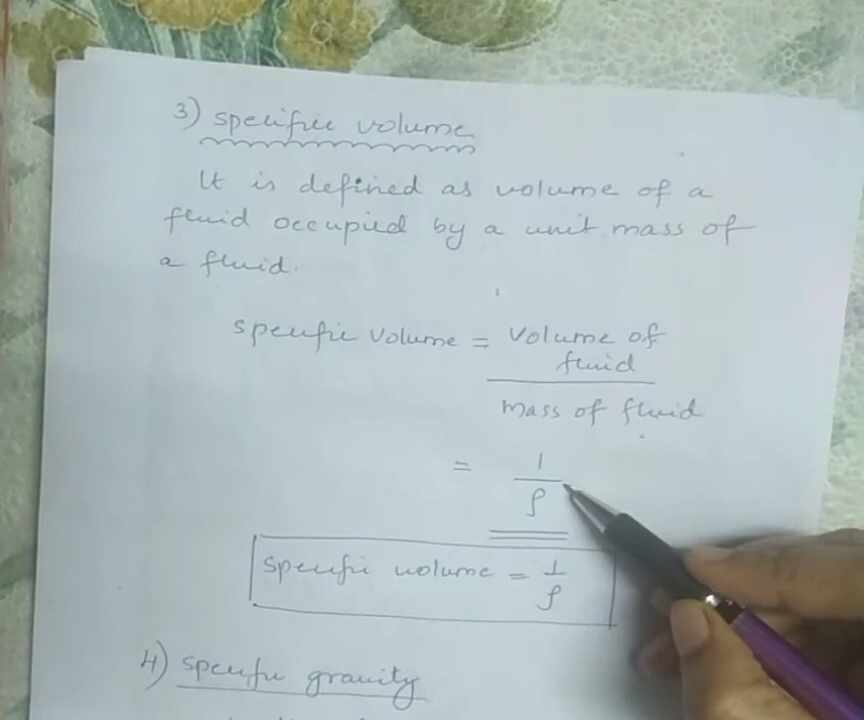 3) specific volume
It is defined as volume of a
fluid occupied by a unit mass of
a fluid.
specific volume = volume of
fluid
mass of fluid
= 1
ρ
specific volume = 1
ρ
4) specific gravity